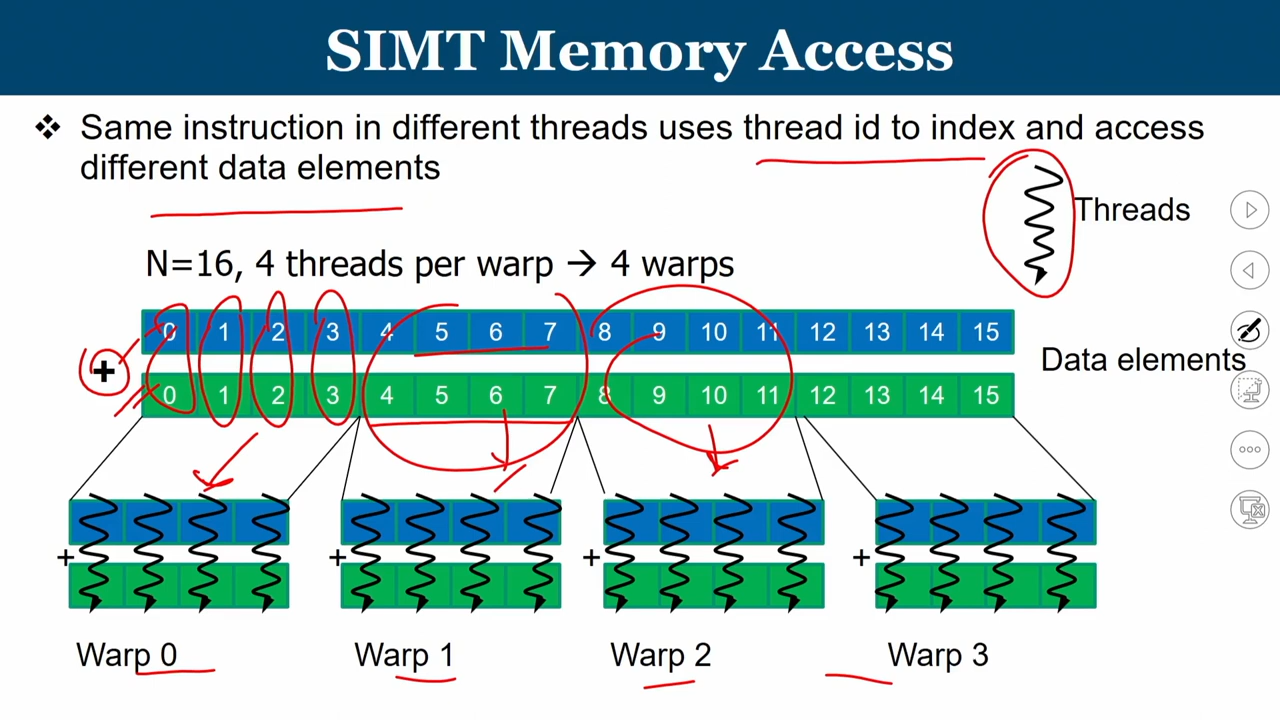 SIMT Memory Access
❖ Same instruction in different threads uses thread id to index and access
different data elements
Threads
N=16, 4 threads per warp → 4 warps
0 1 2 3 4 5 6 7 8 9 10 11 12 13 14 15
+
Data elements
0 1 2 3 4 5 6 7 8 9 10 11 12 13 14 15
+ + + +
Warp 0 Warp 1 Warp 2 Warp 3